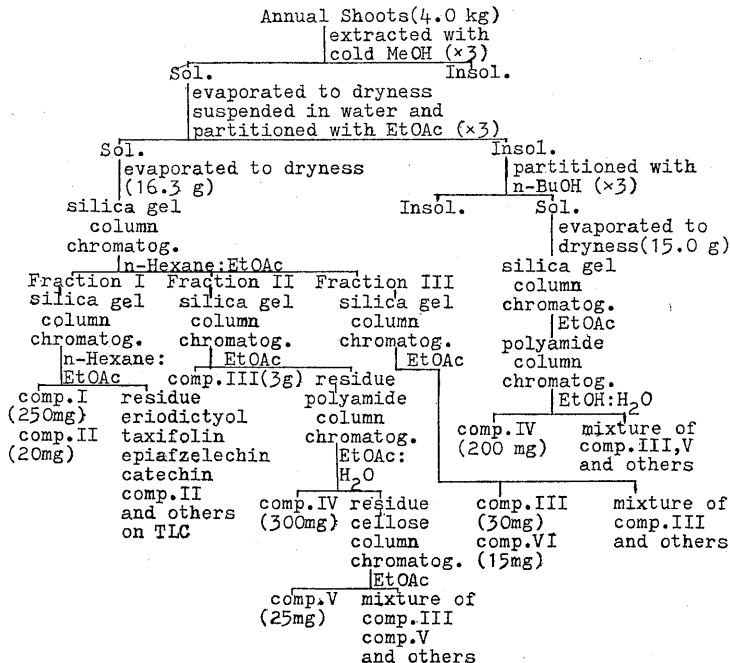 Annual Shoots(4.0 kg)
extracted with
cold MeOH (×3)
Sol. Insol.
evaporated to dryness
suspended in water and
partitioned with EtOAc (×3)
Sol. Insol.
evaporated to dryness
(16.3 g)
partitioned with
n-BuOH (×3)
silica gel
column
chromatog.
Insol. Sol.
evaporated to
dryness(15.0 g)
n-Hexane:EtOAc
silica gel
column
chromatog.
EtOAc
polyamide
column
chromatog.
EtOH:H2O
Fraction I Fraction II Fraction III
silica gel silica gel silica gel
column column column
chromatog. chromatog. chromatog.
n-Hexane:
EtOAc
EtOAc
EtOAc
comp.I
(250mg)
comp.II
(20mg)
residue
eriodictyol
taxifolin
epiafzelechin
catechin
comp.II
and others
on TLC
comp.III(3g) residue
polyamide
column
chromatog.
EtOAc:
H2O
comp.IV
(200 mg)
mixture of
comp.III,V
and others
comp.IV residue
(300mg) cellose
column
chromatog.
EtOAc
comp.III
(30mg)
comp.VI
(15mg)
mixture of
comp.III
and others
comp.V
(25mg)
mixture of
comp.III
comp.V
and others